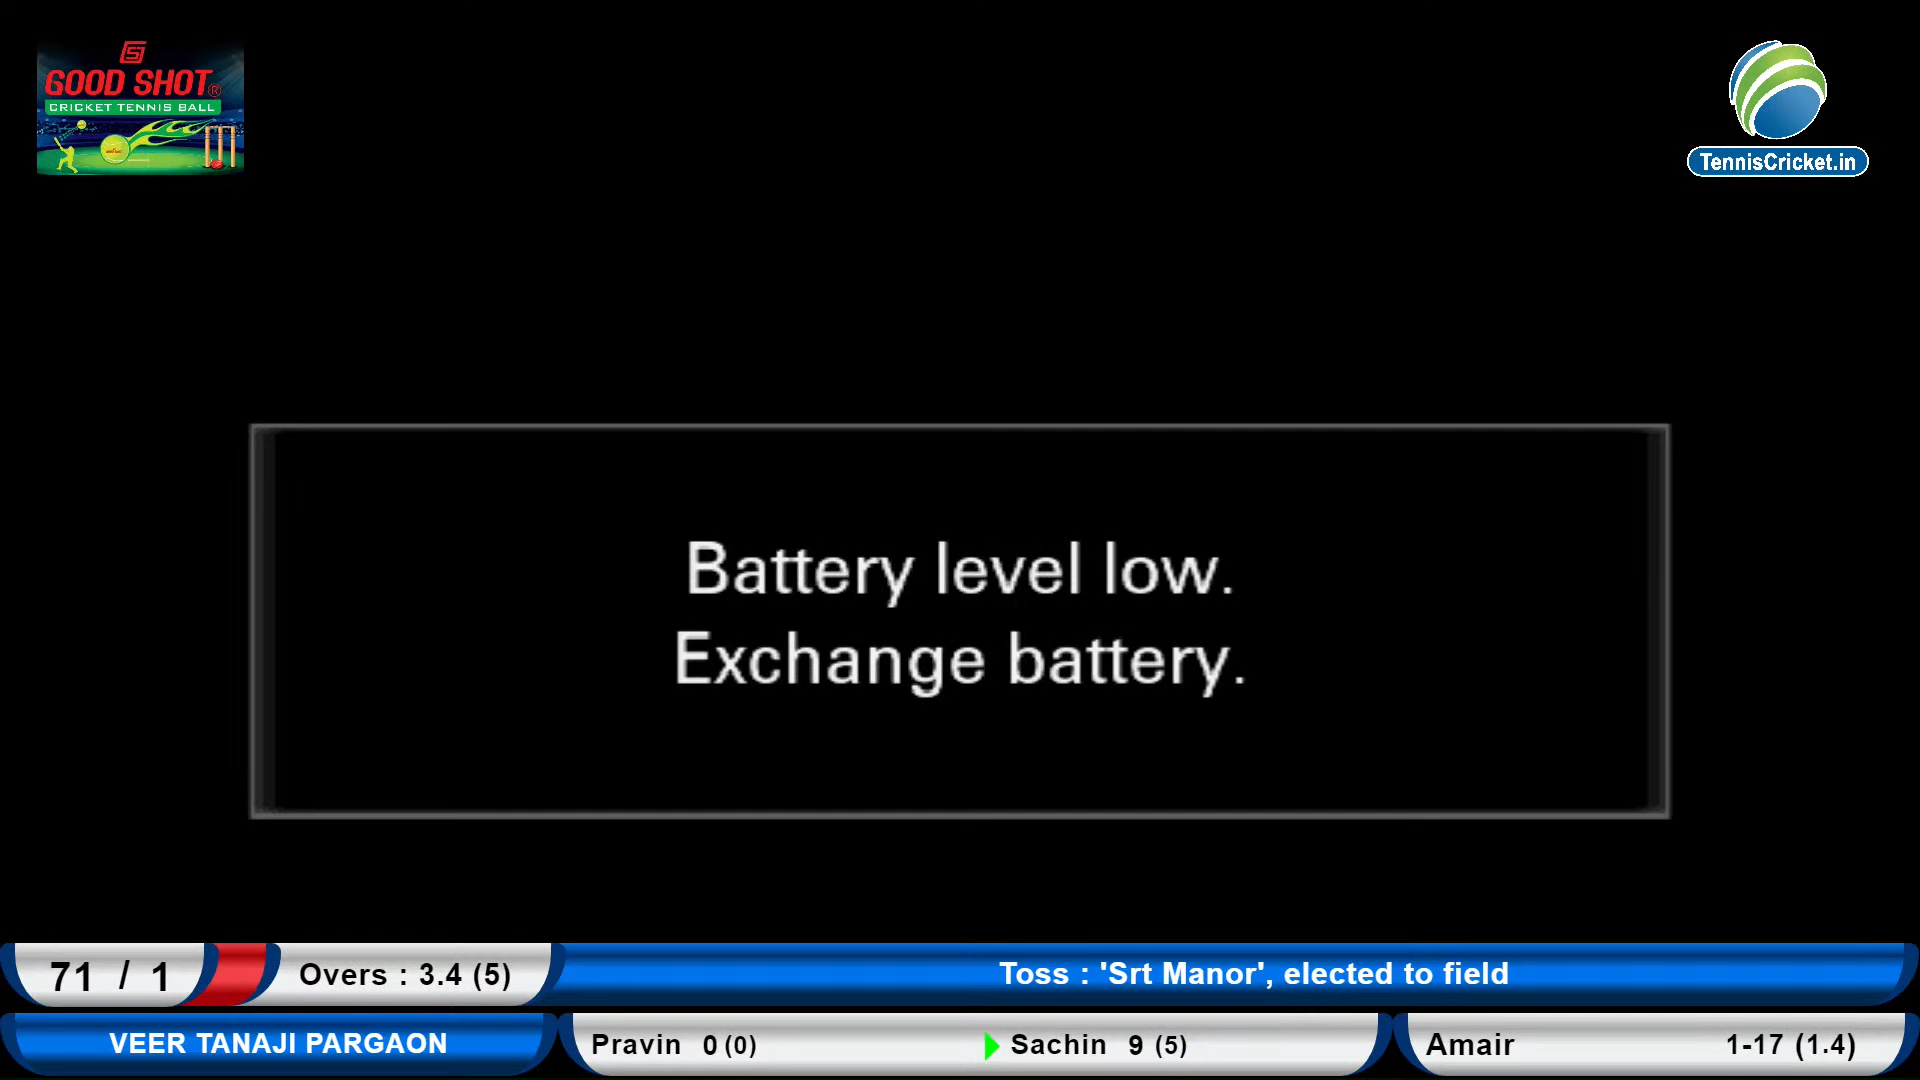 GOOD SHOT®
CRICKET TENNIS BALL
TennisCricket.in
Battery level low.
Exchange battery.
71 / 1
Overs : 3.4 (5)
Toss : 'Srt Manor', elected to field
VEER TANAJI PARGAON
Pravin 0 (0)
Sachin 9 (5)
Amair 1-17 (1.4)